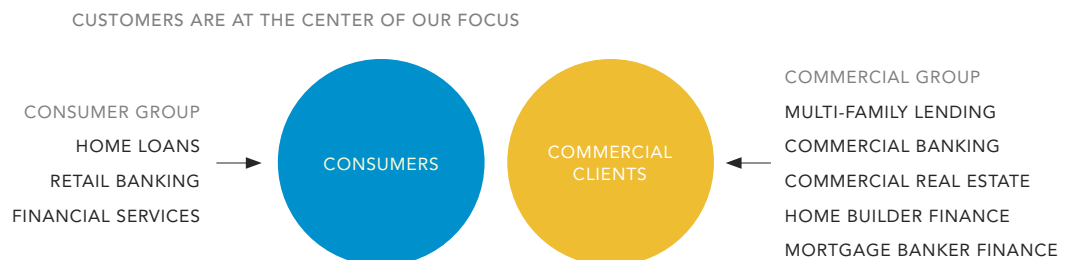 CUSTOMERS ARE AT THE CENTER OF OUR FOCUS
CONSUMER GROUP
HOME LOANS
RETAIL BANKING
FINANCIAL SERVICES
CONSUMERS
COMMERCIAL
CLIENTS
COMMERCIAL GROUP
MULTI-FAMILY LENDING
COMMERCIAL BANKING
COMMERCIAL REAL ESTATE
HOME BUILDER FINANCE
MORTGAGE BANKER FINANCE